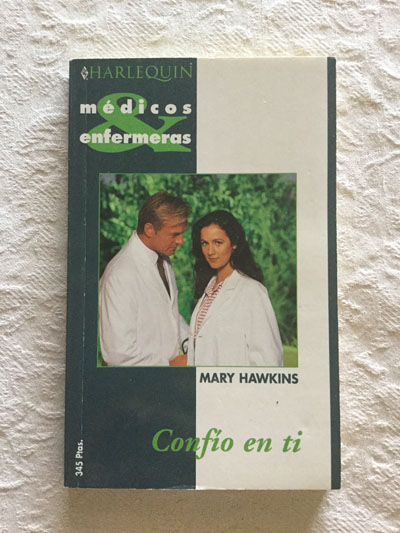 HARLEQUIN
médicos
&
enfermeras
MARY HAWKINS
Confío en ti
345 Ptas.